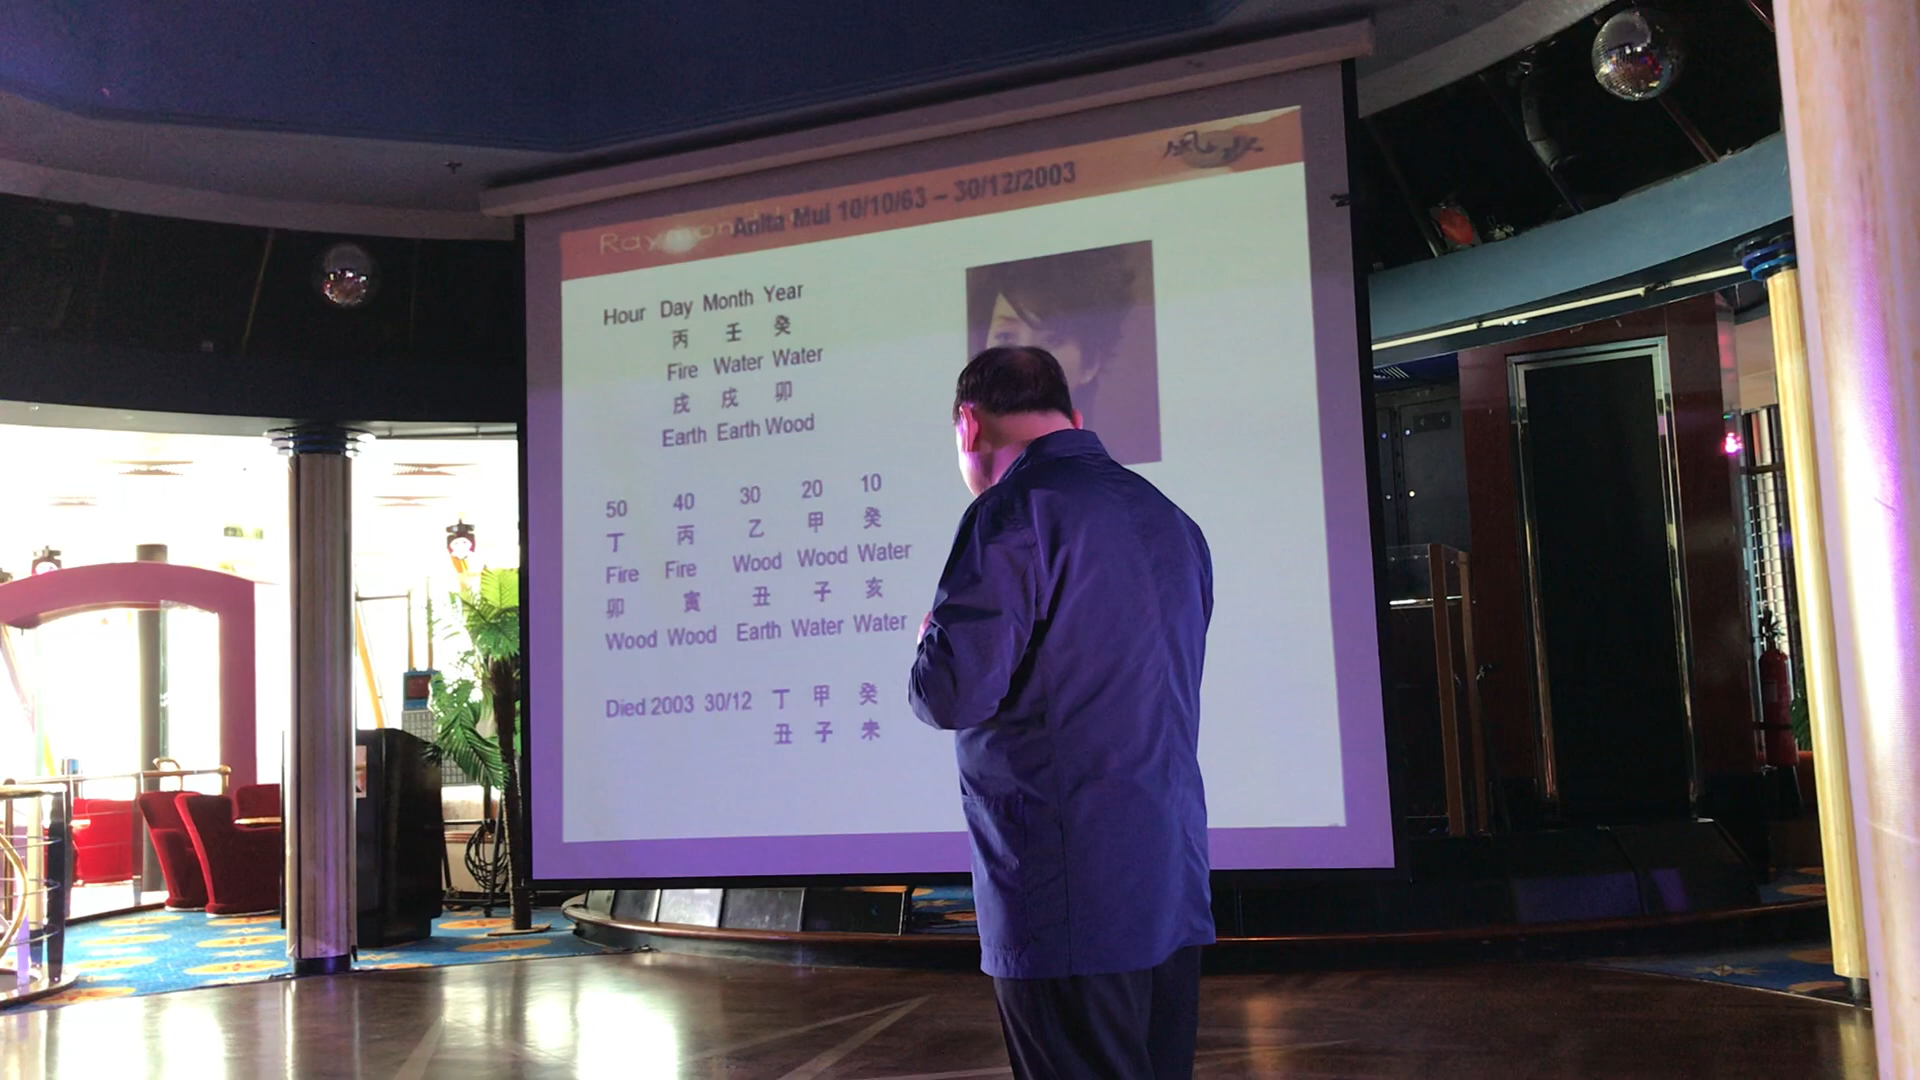 Anita Mui 10/10/63 – 30/12/2003
Raymon
Hour Day Month Year
丙 壬 癸
Fire Water Water
戌 戌 卯
Earth Earth Wood
50 40 30 20 10
丁 丙 乙 甲 癸
Fire Fire Wood Wood Water
卯 寅 丑 子 亥
Wood Wood Earth Water Water
Died 2003 30/12 丁 甲 癸
丑 子 未